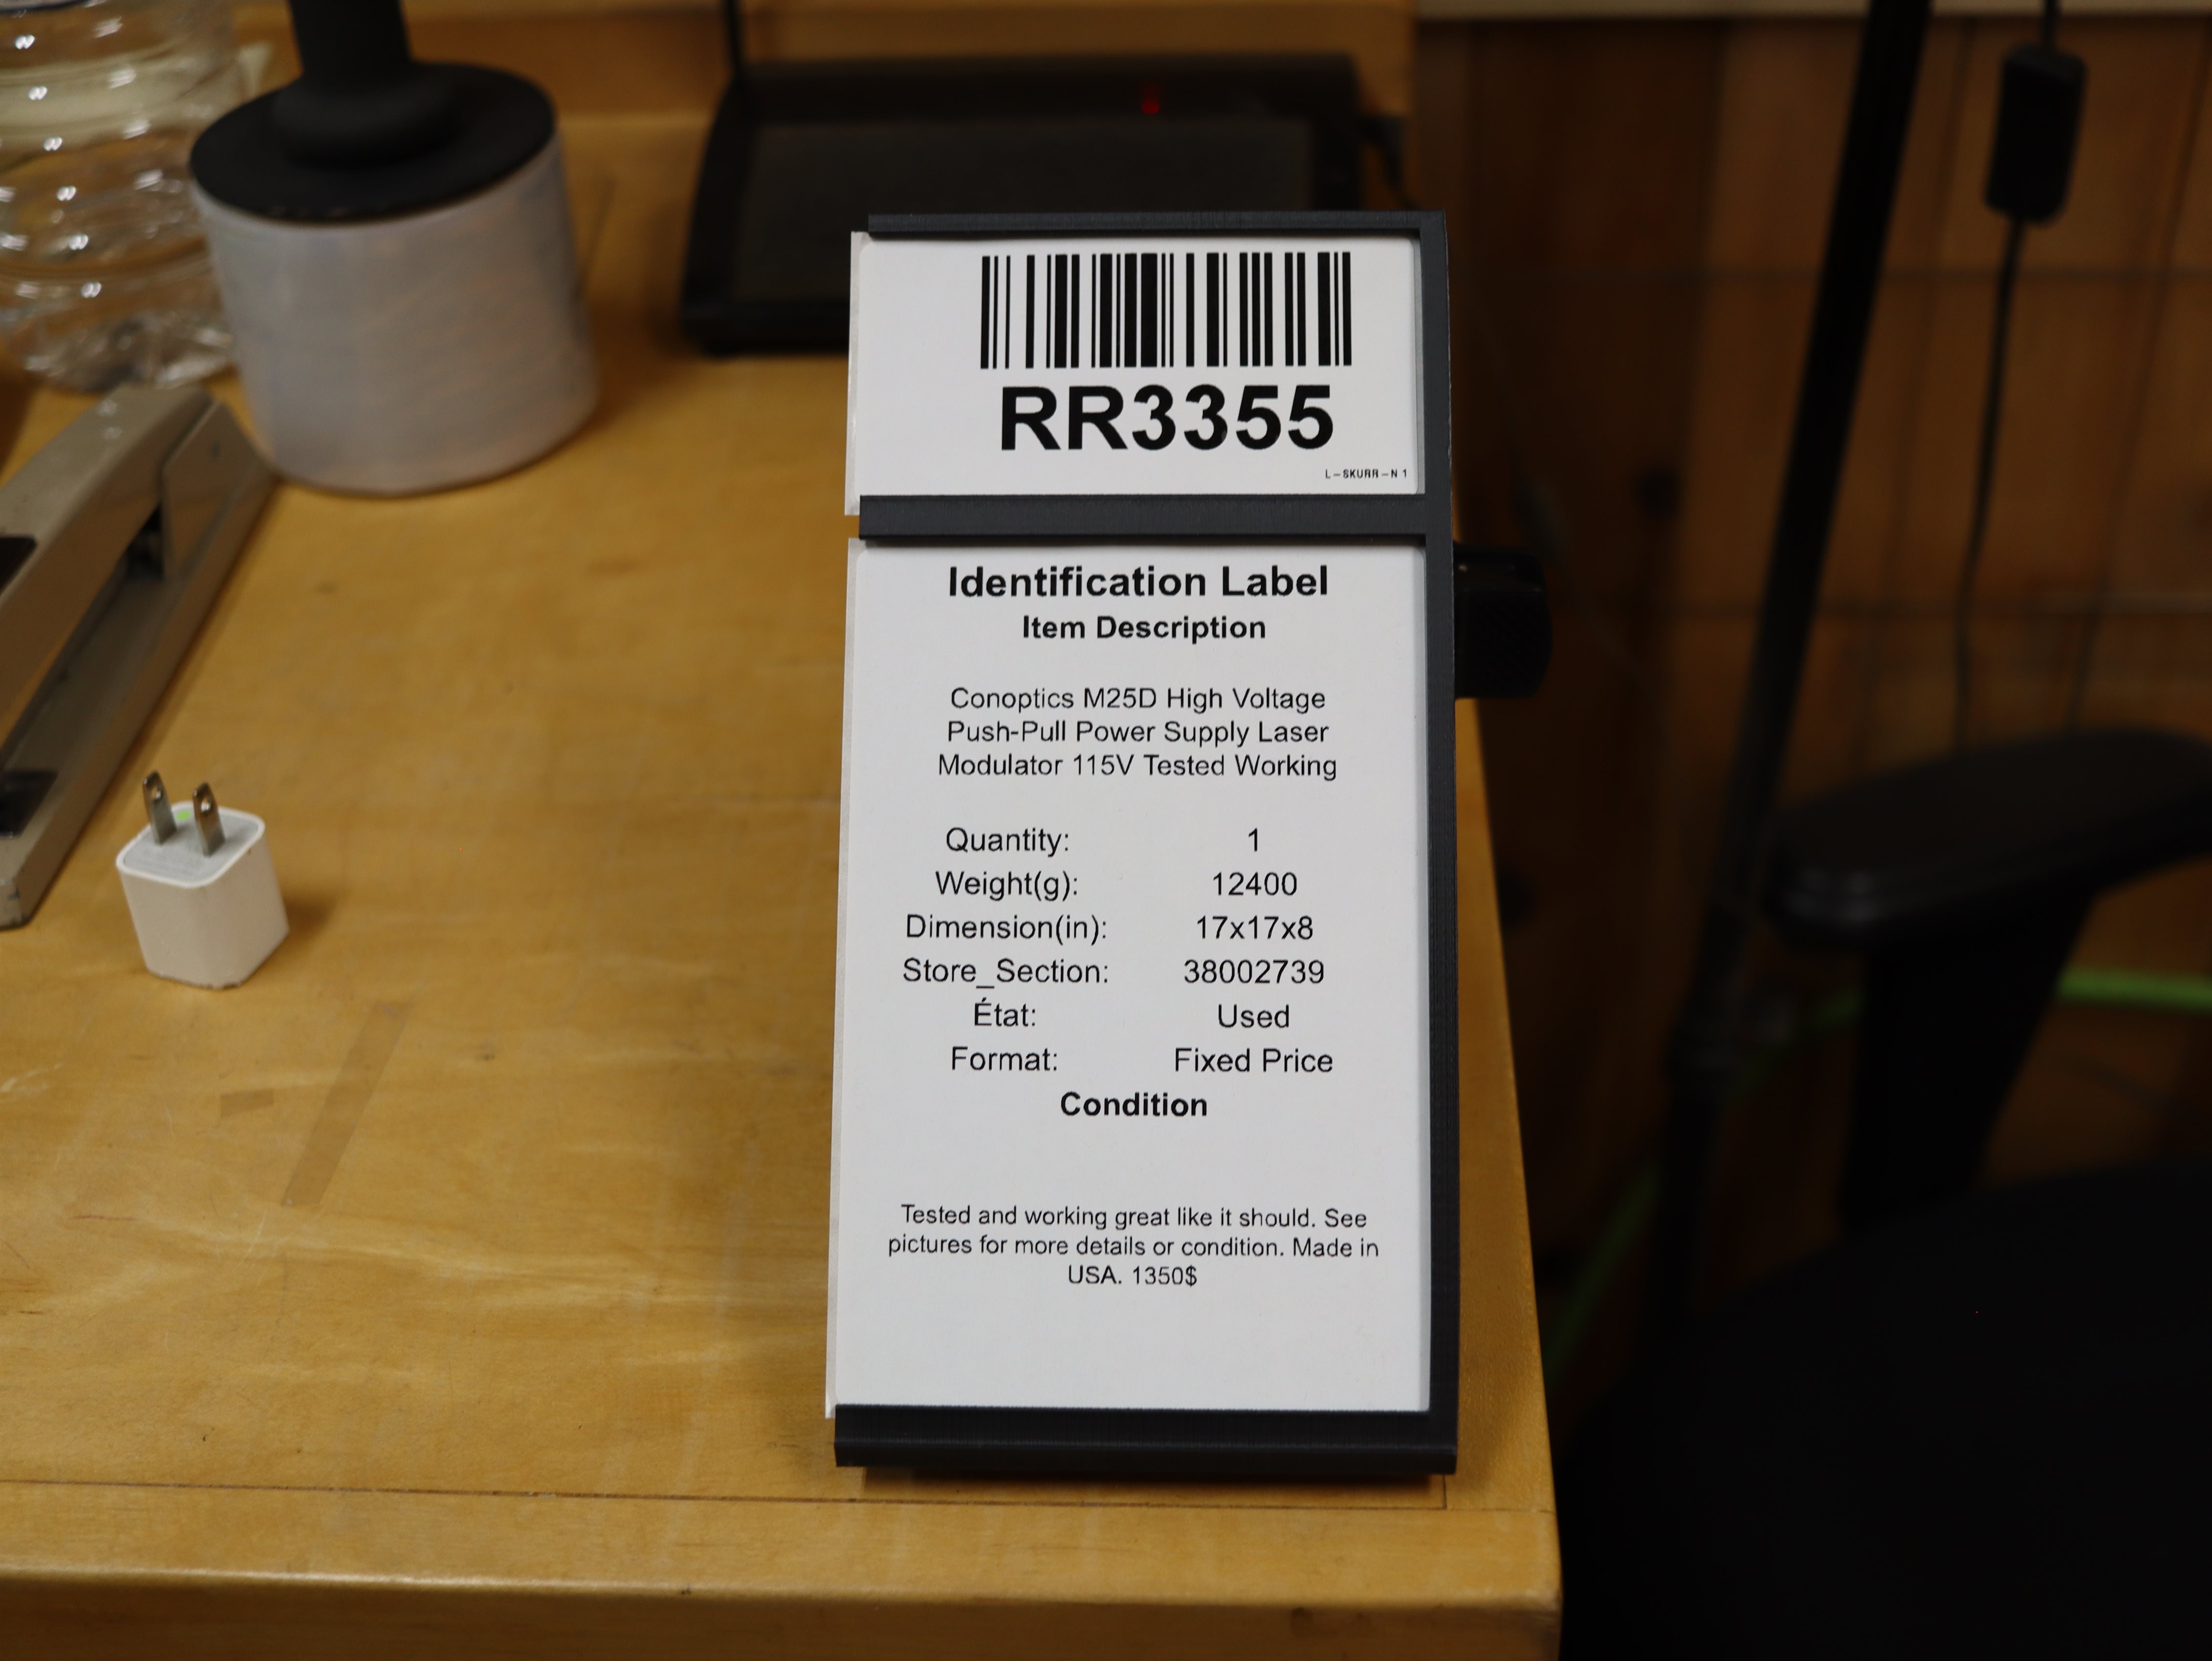 RR3355
L-SKURR-N 1
Identification Label
Item Description
Conoptics M25D High Voltage
Push-Pull Power Supply Laser
Modulator 115V Tested Working
Quantity: 1
Weight(g): 12400
Dimension(in): 17x17x8
Store_Section: 38002739
État: Used
Format: Fixed Price
Condition
Tested and working great like it should. See
pictures for more details or condition. Made in
USA. 1350$